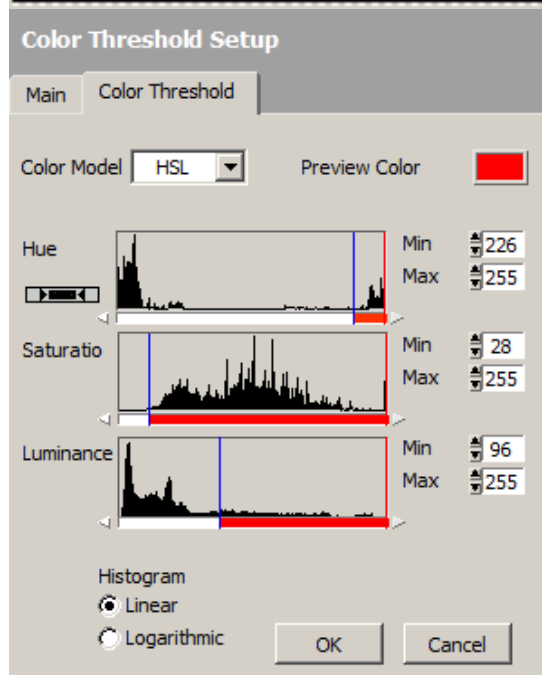 Color Threshold Setup
Main Color Threshold
Color Model HSL Preview Color
Hue Min 226
Max 255
Saturatio Min 28
Max 255
Luminance Min 96
Max 255
Histogram
Linear
Logarithmic OK Cancel